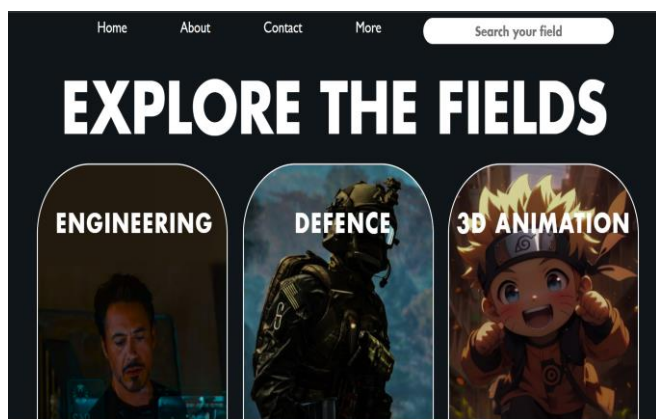 Home About Contact More Search your field
EXPLORE THE FIELDS
ENGINEERING DEFENCE 3D ANIMATION